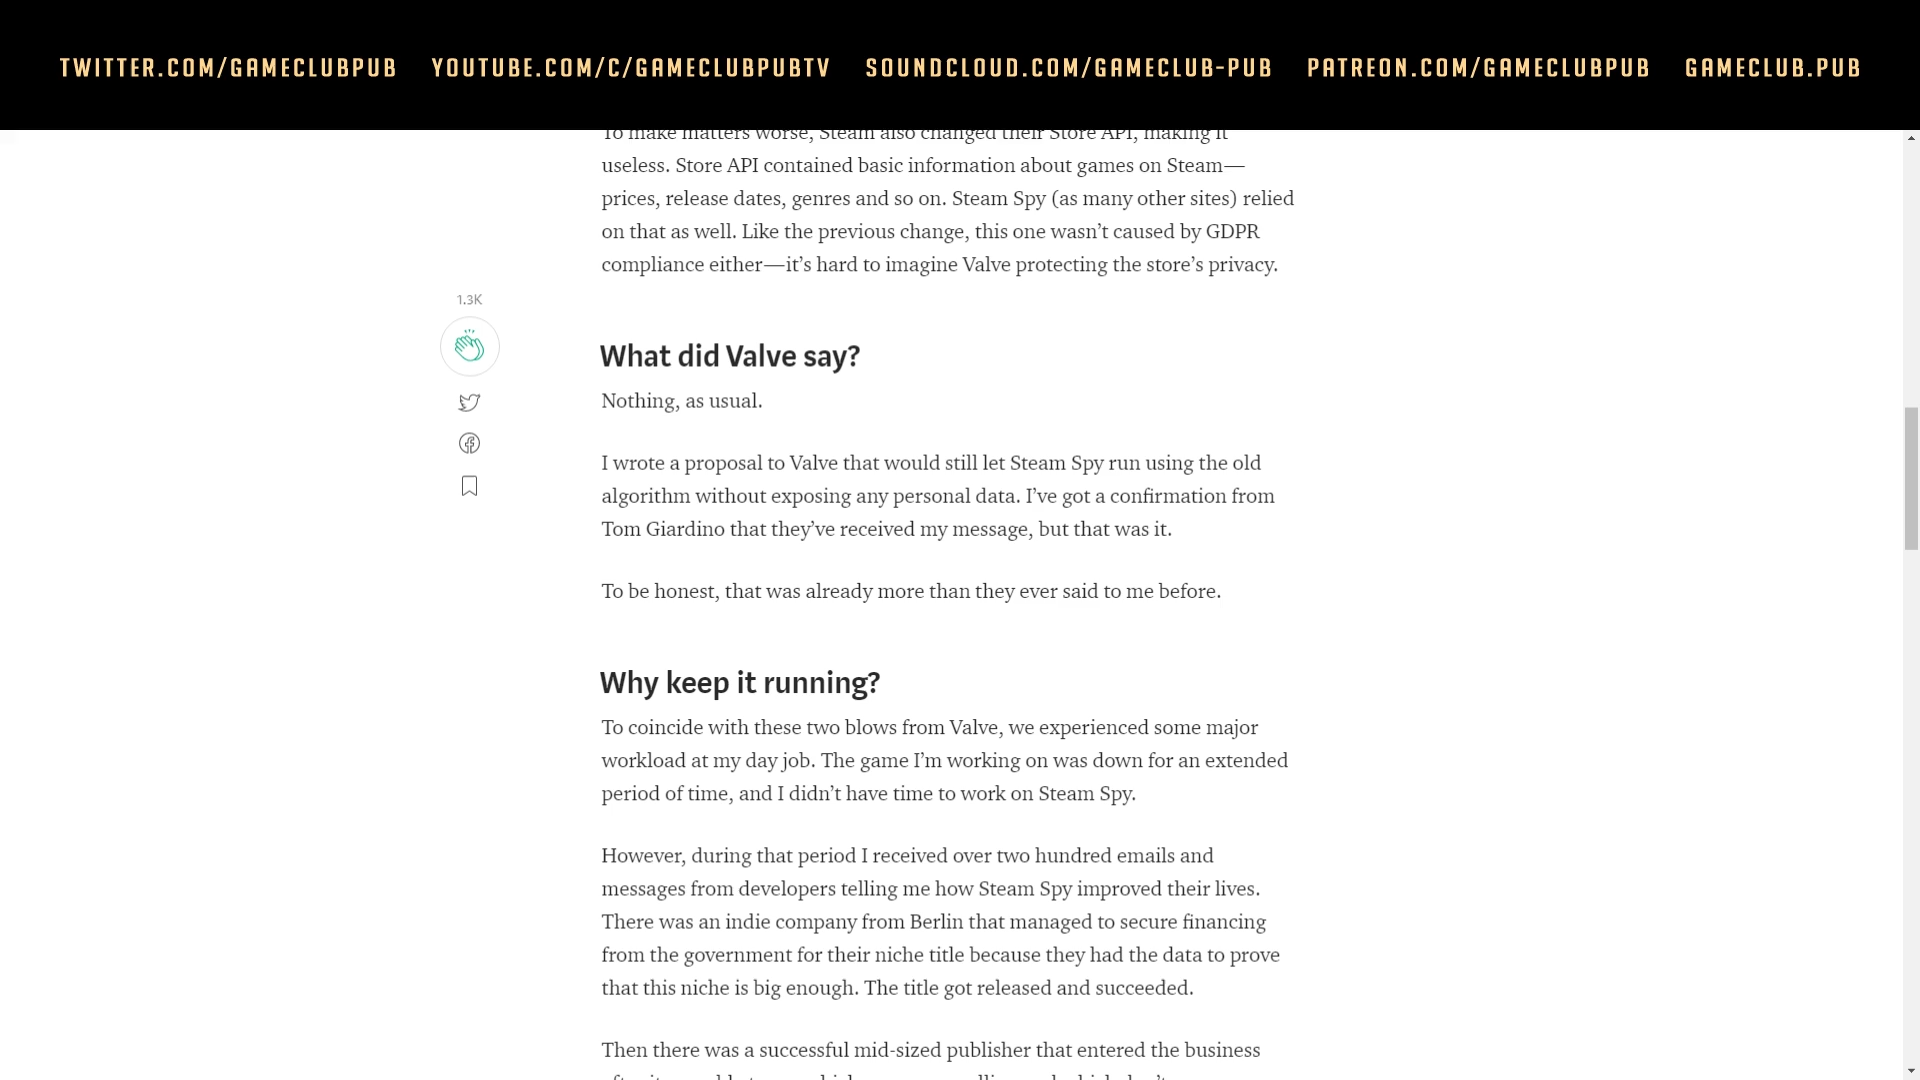 TWITTER.COM/GAMECLUBPUB YOUTUBE.COM/C/GAMECLUBPUBTV SOUNDCLOUD.COM/GAMECLUB-PUB PATREON.COM/GAMECLUBPUB GAMECLUB.PUB
To make matters worse, Steam also changed their Store API, making it
useless. Store API contained basic information about games on Steam—
prices, release dates, genres and so on. Steam Spy (as many other sites) relied
on that as well. Like the previous change, this one wasn’t caused by GDPR
compliance either—it’s hard to imagine Valve protecting the store’s privacy.
1.3K
What did Valve say?
Nothing, as usual.
I wrote a proposal to Valve that would still let Steam Spy run using the old
algorithm without exposing any personal data. I’ve got a confirmation from
Tom Giardino that they’ve received my message, but that was it.
To be honest, that was already more than they ever said to me before.
Why keep it running?
To coincide with these two blows from Valve, we experienced some major
workload at my day job. The game I’m working on was down for an extended
period of time, and I didn’t have time to work on Steam Spy.
However, during that period I received over two hundred emails and
messages from developers telling me how Steam Spy improved their lives.
There was an indie company from Berlin that managed to secure financing
from the government for their niche title because they had the data to prove
that this niche is big enough. The title got released and succeeded.
Then there was a successful mid-sized publisher that entered the business